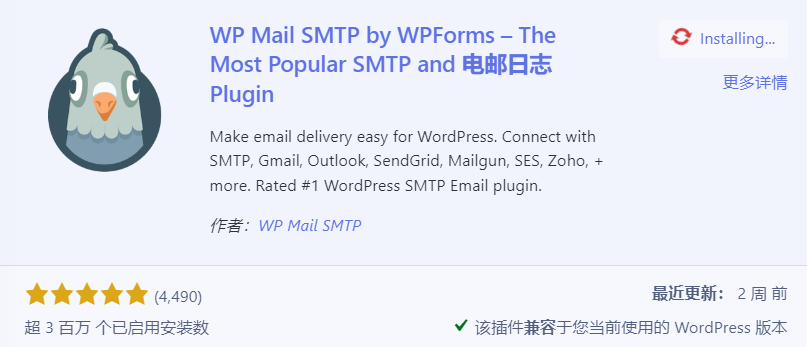 WP Mail SMTP by WPForms – The
Most Popular SMTP and 电邮日志
Plugin
Installing...
更多详情
Make email delivery easy for WordPress. Connect with
SMTP, Gmail, Outlook, SendGrid, Mailgun, SES, Zoho, +
more. Rated #1 WordPress SMTP Email plugin.
作者：WP Mail SMTP
(4,490)
最近更新： 2 周 前
超 3 百万 个已启用安装数
该插件兼容于您当前使用的 WordPress 版本